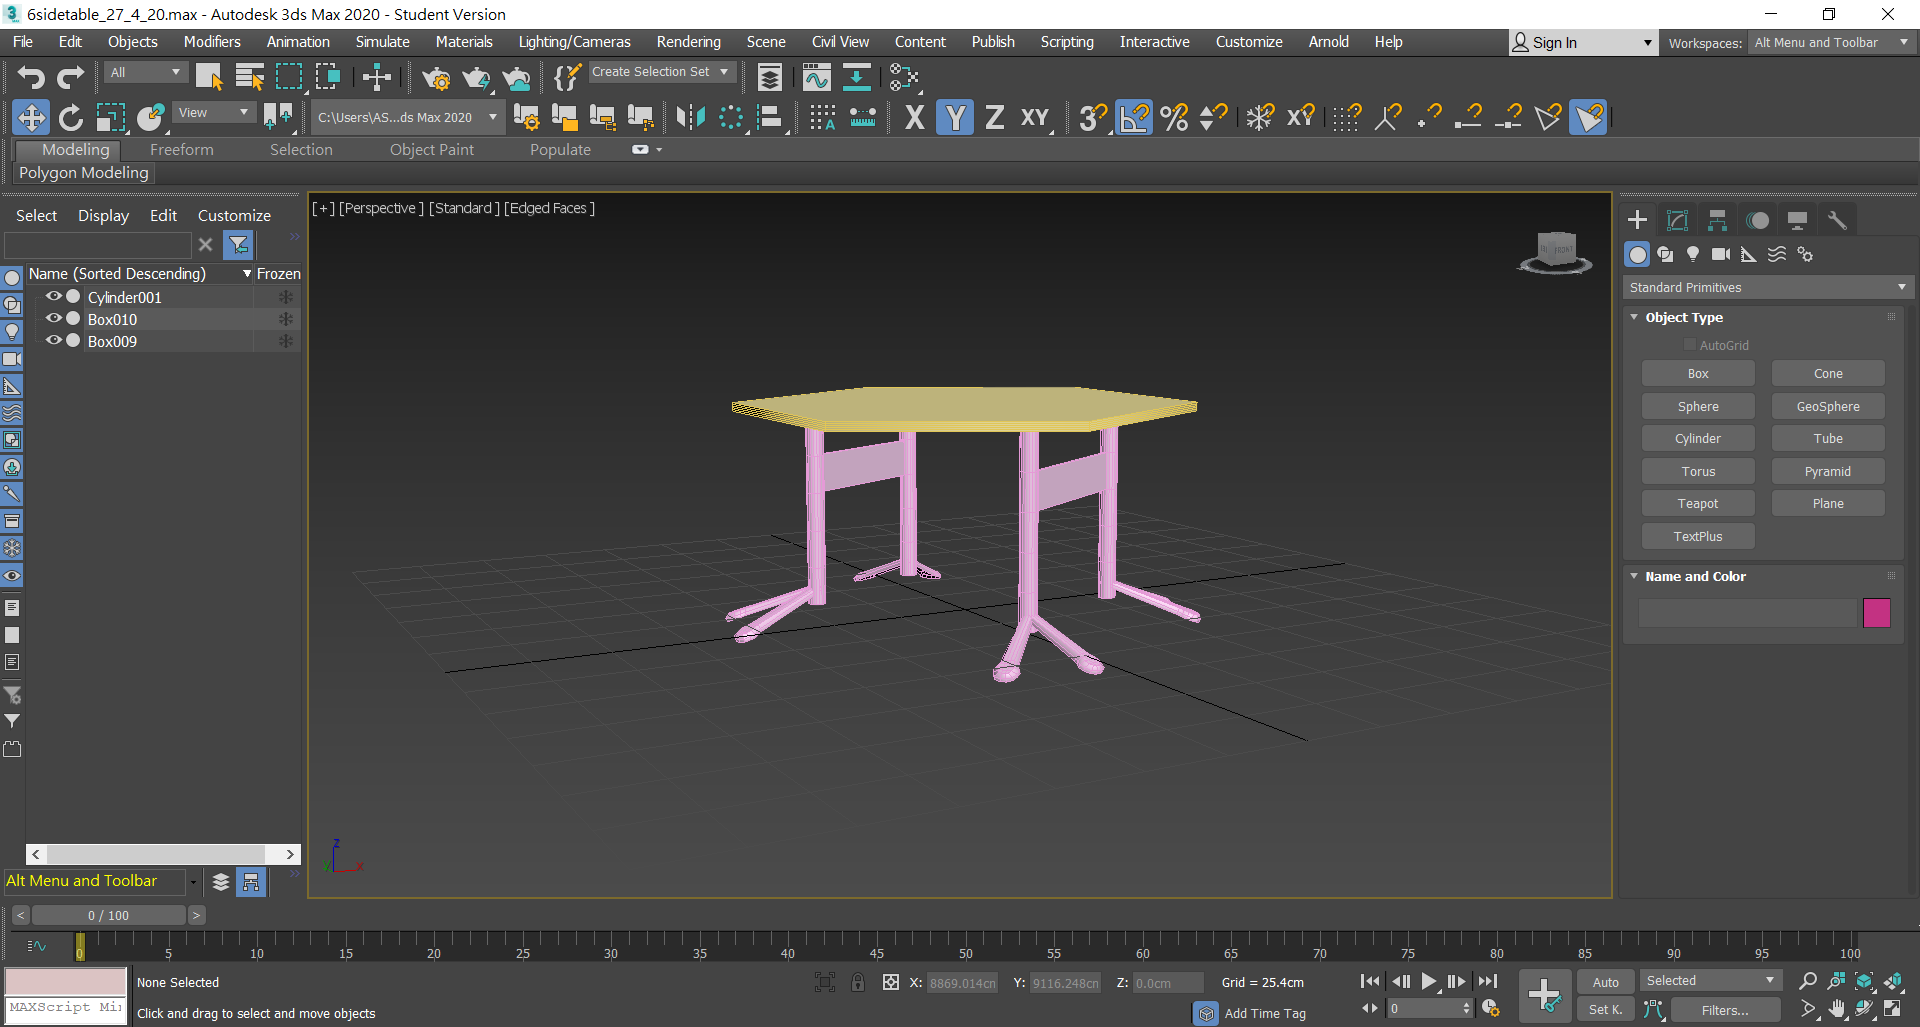 6sidetable_27_4_20.max - Autodesk 3ds Max 2020 - Student Version
File Edit Objects Modifiers Animation Simulate Materials Lighting/Cameras Rendering Scene Civil View Content Publish Scripting Interactive Customize Arnold Help
Sign In
Workspaces: Alt Menu and Toolbar
All
Create Selection Set
View
C:\Users\AS...ds Max 2020
X Y Z XY
Modeling Freeform Selection Object Paint Populate
Polygon Modeling
Select Display Edit Customize
[+] [Perspective ] [Standard ] [Edged Faces ]
FRONT
Name (Sorted Descending) Frozen
Cylinder001
Box010
Box009
Standard Primitives
Object Type
AutoGrid
Box Cone
Sphere GeoSphere
Cylinder Tube
Torus Pyramid
Teapot Plane
TextPlus
Name and Color
z
y x
Alt Menu and Toolbar
< 0 / 100 >
0 5 10 15 20 25 30 35 40 45 50 55 60 65 70 75 80 85 90 95 100
None Selected
X: 8869.014cn Y: 9116.248cn Z: 0.0cm Grid = 25.4cm
Auto Selected
MAXScript Mi
Click and drag to select and move objects
Add Time Tag
0
Set K. Filters...